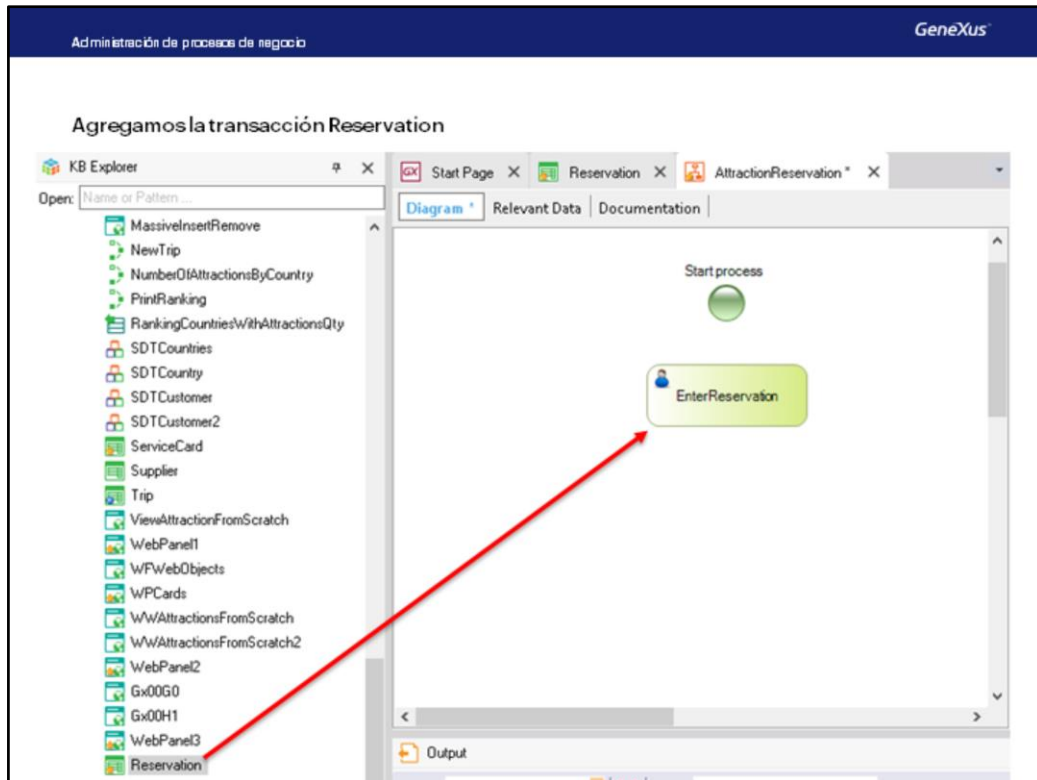 GeneXus
Administración de procesos de negocio
Agregamos la transacción Reservation
KB Explorer
Open: Name or Pattern ...
MassiveInsertRemove
NewTrip
NumberOfAttractionsByCountry
PrintRanking
RankingCountriesWithAttractionsQty
SDTCountries
SDTCountry
SDTCustomer
SDTCustomer2
ServiceCard
Supplier
Trip
ViewAttractionFromScratch
WebPanel1
WFWebObjects
WPCards
WWAttractionsFromScratch
WWAttractionsFromScratch2
WebPanel2
Gx00G0
Gx00H1
WebPanel3
Reservation
GX Start Page Reservation AttractionReservation *
Diagram * Relevant Data Documentation
Start process
EnterReservation
Output